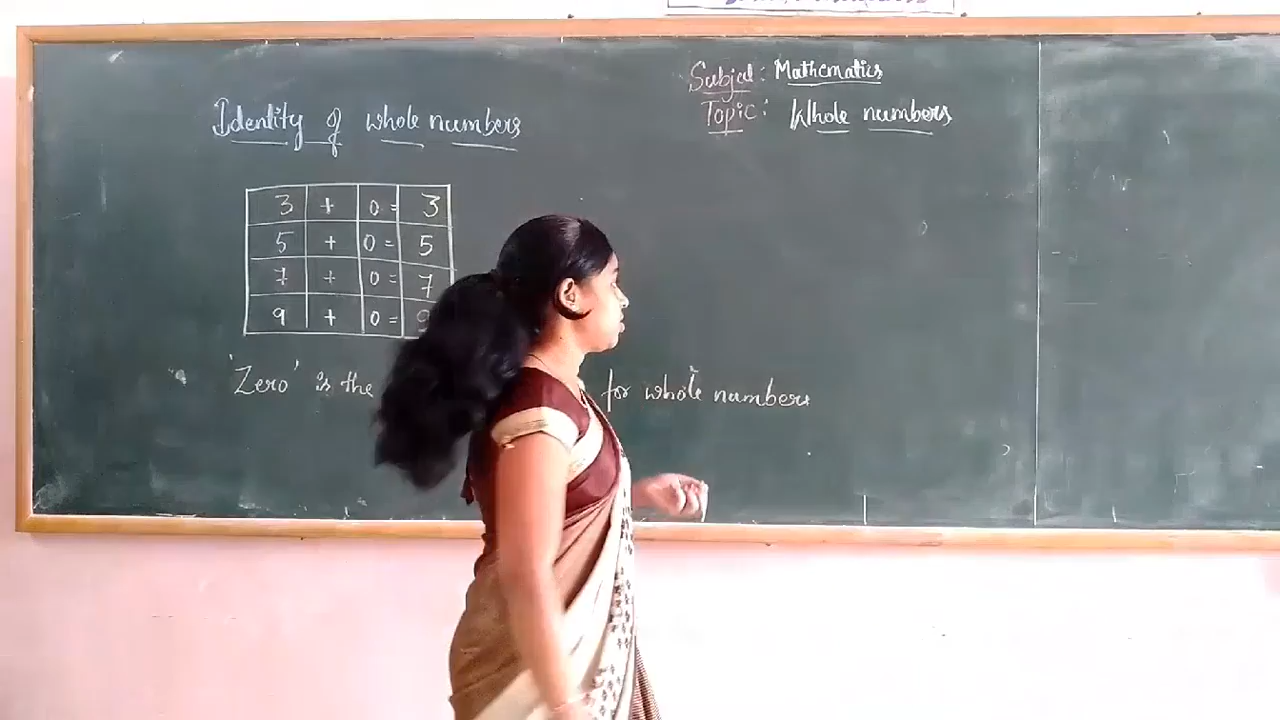 Subject: Mathematics
Topic: Whole numbers
Identity of whole numbers
3 + 0 = 3
5 + 0 = 5
7 + 0 = 7
9 + 0 = 9
'Zero' is the for whole numbers